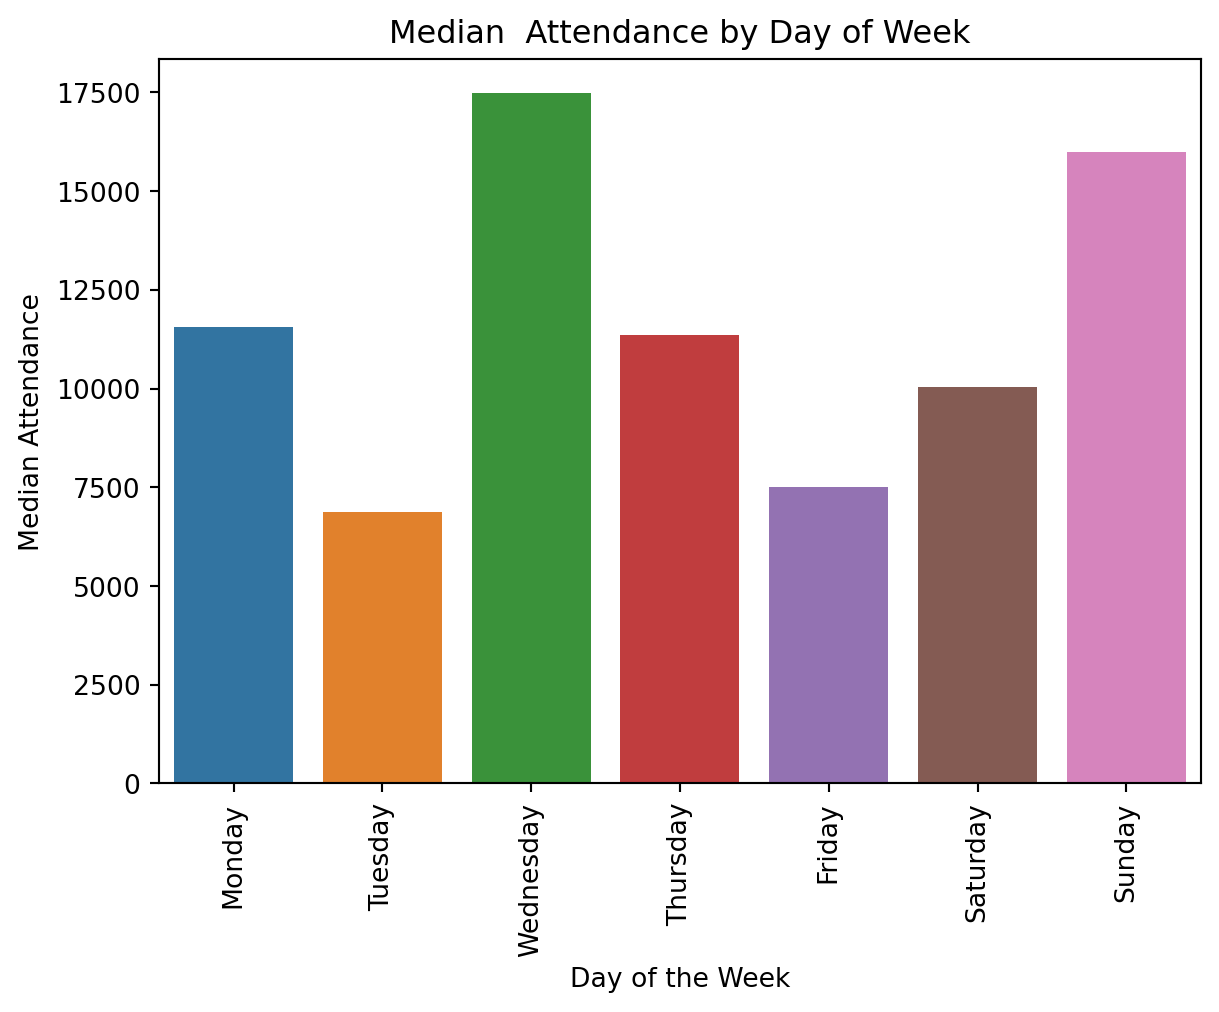 Median  Attendance by Day of Week
Median Attendance
17500
15000
12500
10000
7500
5000
2500
0
Monday
Tuesday
Wednesday
Thursday
Friday
Saturday
Sunday
Day of the Week